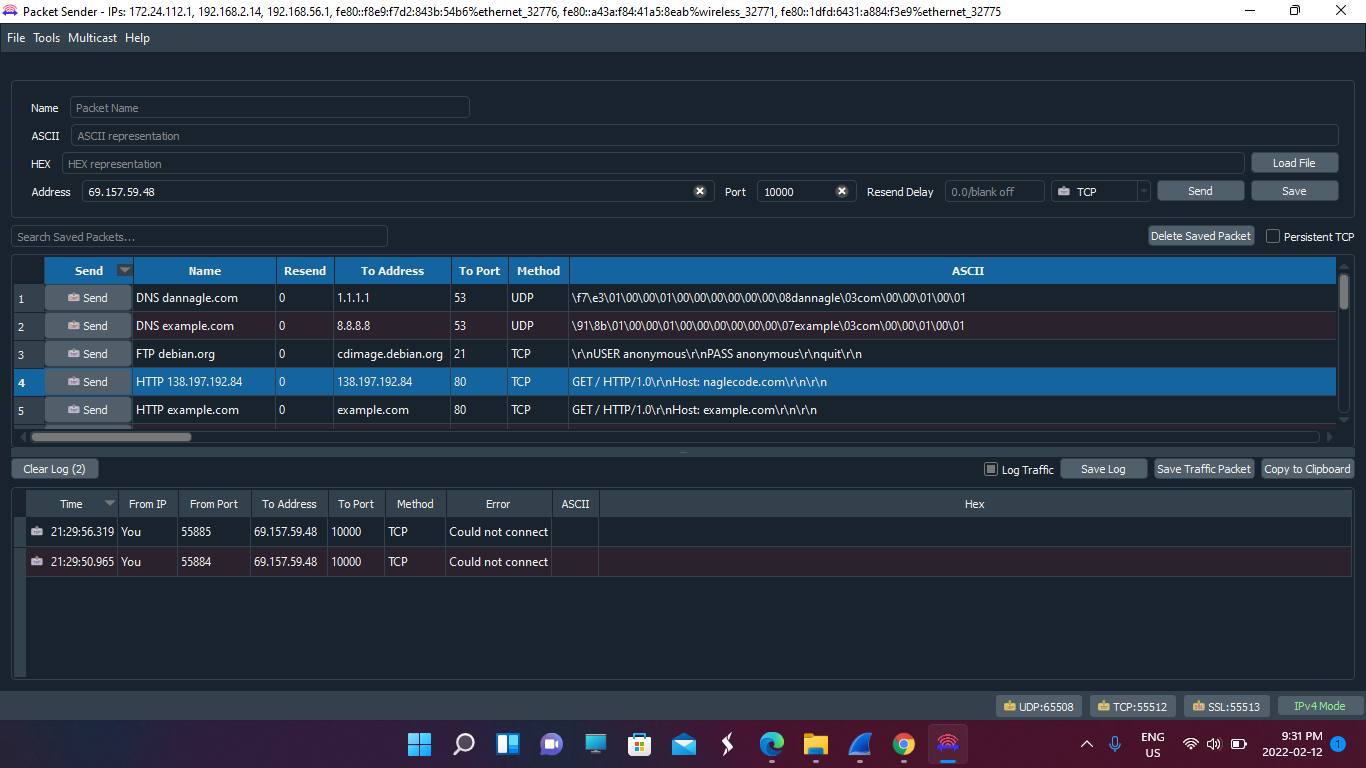 Packet Sender - IPs: 172.24.112.1, 192.168.2.14, 192.168.56.1, fe80::f8e9:f7d2:843b:54b6%ethernet_32776, fe80::a43a:f84:41a5:8eab%wireless_32771, fe80::1dfd:6431:a884:f3e9%ethernet_32775
File Tools Multicast Help
Name Packet Name
ASCII ASCII representation
HEX HEX representation Load File
Address 69.157.59.48 Port 10000 Resend Delay 0.0/blank off TCP Send Save
Search Saved Packets... Delete Saved Packet Persistent TCP
Send Name Resend To Address To Port Method ASCII
1 Send DNS dannagle.com 0 1.1.1.1 53 UDP \f7\e3\01\00\00\01\00\00\00\00\00\00\08dannagle\03com\00\00\01\00\01
2 Send DNS example.com 0 8.8.8.8 53 UDP \91\8b\01\00\00\01\00\00\00\00\00\00\07example\03com\00\00\01\00\01
3 Send FTP debian.org 0 cdimage.debian.org 21 TCP \r\nUSER anonymous\r\nPASS anonymous\r\nquit\r\n
4 Send HTTP 138.197.192.84 0 138.197.192.84 80 TCP GET / HTTP/1.0\r\nHost: naglecode.com\r\n\r\n
5 Send HTTP example.com 0 example.com 80 TCP GET / HTTP/1.0\r\nHost: example.com\r\n\r\n
Clear Log (2) Log Traffic Save Log Save Traffic Packet Copy to Clipboard
Time From IP From Port To Address To Port Method Error ASCII Hex
21:29:56.319 You 55885 69.157.59.48 10000 TCP Could not connect
21:29:50.965 You 55884 69.157.59.48 10000 TCP Could not connect
UDP:65508 TCP:55512 SSL:55513 IPv4 Mode
ENG 9:31 PM
US 2022-02-12 1